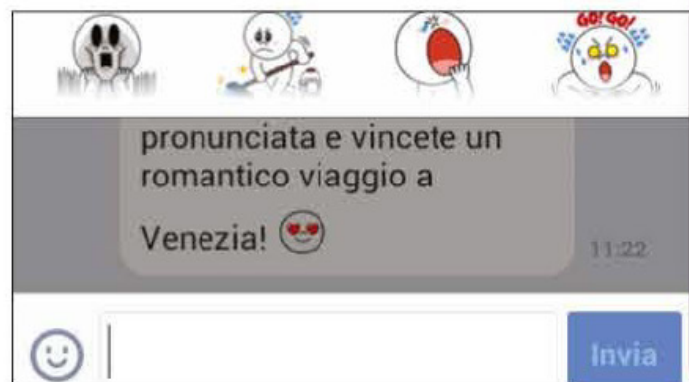 GO! GO!
pronunciata e vincete un
romantico viaggio a
Venezia!
11:22
Invia